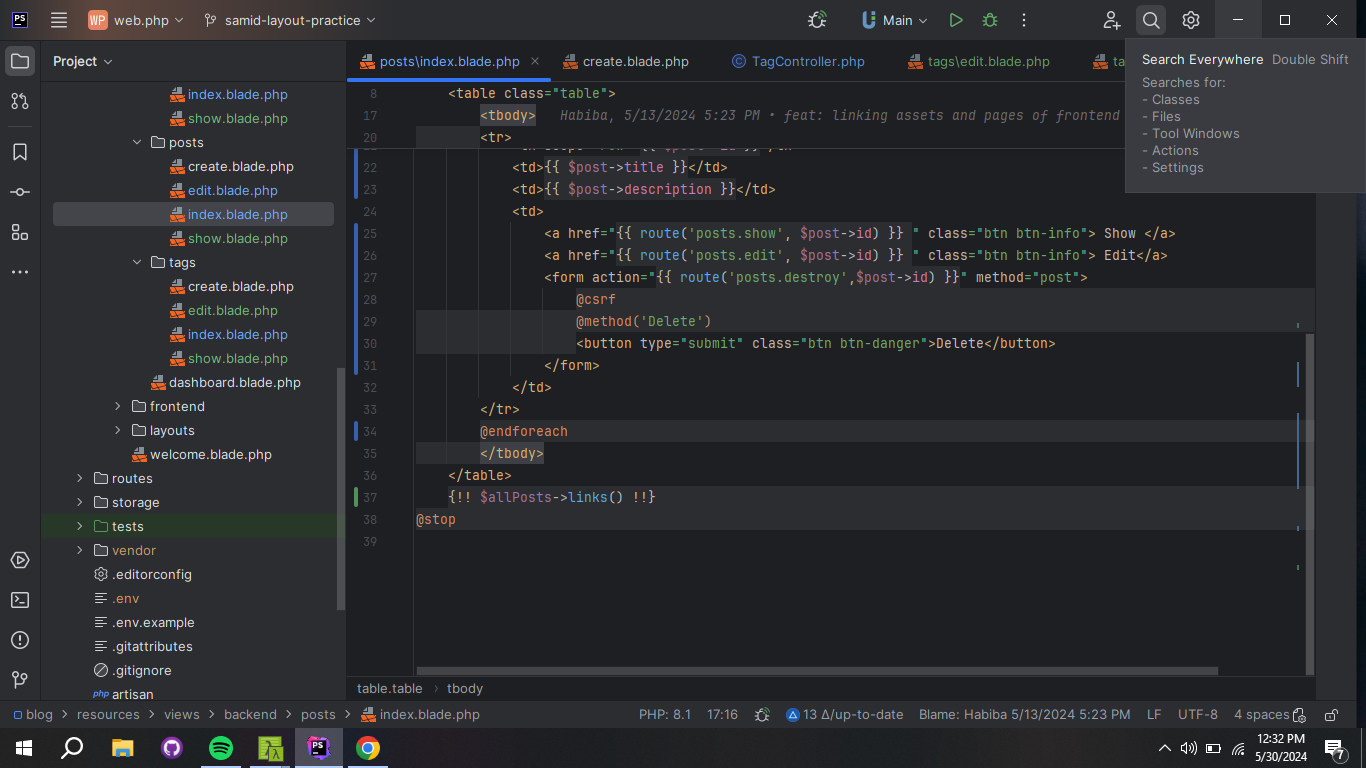 PS
WP web.php
samid-layout-practice
Main
Project
posts\index.blade.php
create.blade.php
TagController.php
tags\edit.blade.php
ta
Search Everywhere Double Shift
Searches for:
- Classes
- Files
- Tool Windows
- Actions
- Settings
index.blade.php
show.blade.php
posts
create.blade.php
edit.blade.php
index.blade.php
show.blade.php
tags
create.blade.php
edit.blade.php
index.blade.php
show.blade.php
dashboard.blade.php
frontend
layouts
welcome.blade.php
routes
storage
tests
vendor
.editorconfig
.env
.env.example
.gitattributes
.gitignore
php artisan
8 <table class="table">
17 <tbody> Habiba, 5/13/2024 5:23 PM • feat: linking assets and pages of frontend
20 <tr>
22 <td>{{ $post->title }}</td>
23 <td>{{ $post->description }}</td>
24 <td>
25 <a href="{{ route('posts.show', $post->id) }} " class="btn btn-info"> Show </a>
26 <a href="{{ route('posts.edit', $post->id) }} " class="btn btn-info"> Edit</a>
27 <form action="{{ route('posts.destroy',$post->id) }}" method="post">
28 @csrf
29 @method('Delete')
30 <button type="submit" class="btn btn-danger">Delete</button>
31 </form>
32 </td>
33 </tr>
34 @endforeach
35 </tbody>
36 </table>
37 {!! $allPosts->links() !!}
38 @stop
39
table.table › tbody
blog > resources > views > backend > posts > index.blade.php
PHP: 8.1
17:16
13 Δ/up-to-date
Blame: Habiba 5/13/2024 5:23 PM
LF
UTF-8
4 spaces
PS
12:32 PM
5/30/2024
7